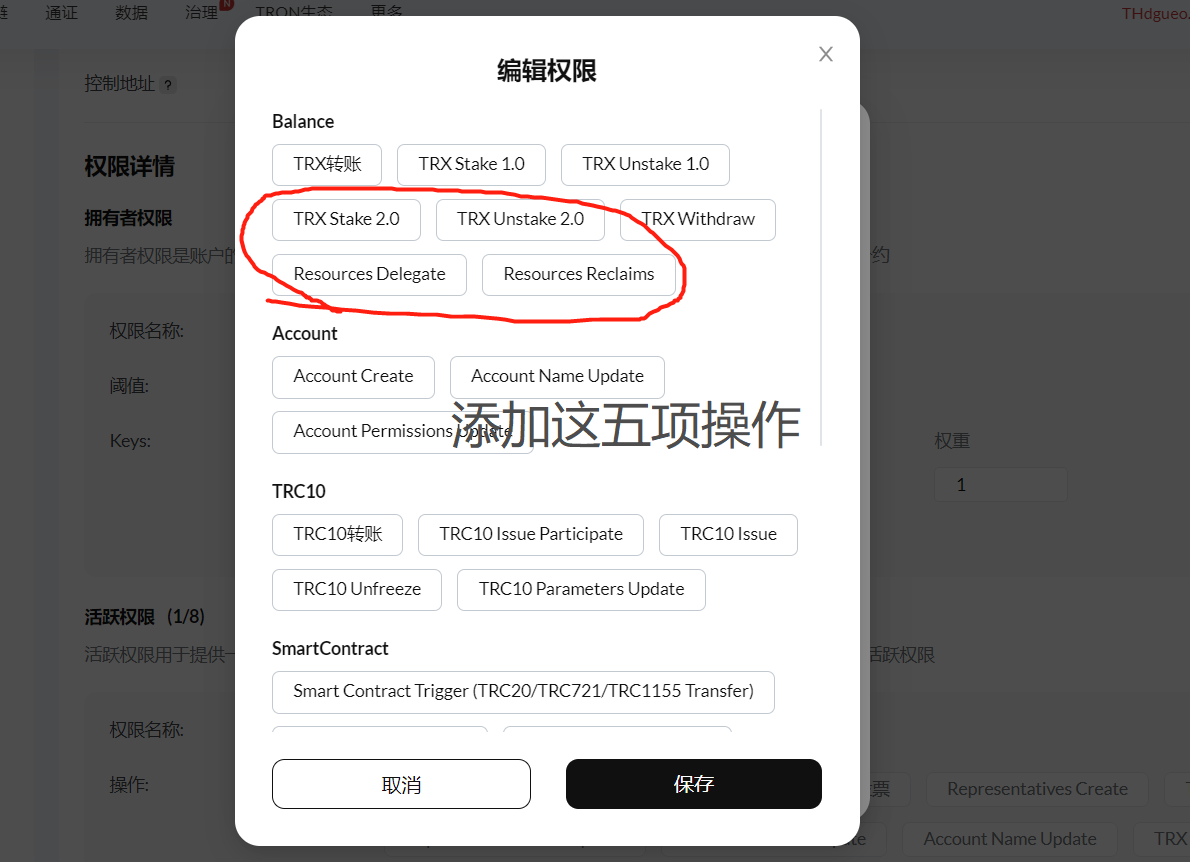 通证 数据 治理 N TRON生态 更多 THdgueo.
控制地址 ?
编辑权限
Balance
TRX转账 TRX Stake 1.0 TRX Unstake 1.0
TRX Stake 2.0 TRX Unstake 2.0 TRX Withdraw
Resources Delegate Resources Reclaims
Account
Account Create Account Name Update
Account Permissions Update
添加这五项操作
TRC10
TRC10转账 TRC10 Issue Participate TRC10 Issue
TRC10 Unfreeze TRC10 Parameters Update
SmartContract
Smart Contract Trigger (TRC20/TRC721/TRC1155 Transfer)
取消 保存
权限详情
拥有者权限
拥有者权限是账户的 约
权限名称:
阈值:
Keys: 权重
1
活跃权限 (1/8)
活跃权限用于提供一 活跃权限
权限名称:
操作: 票 Representatives Create
te Account Name Update TRX